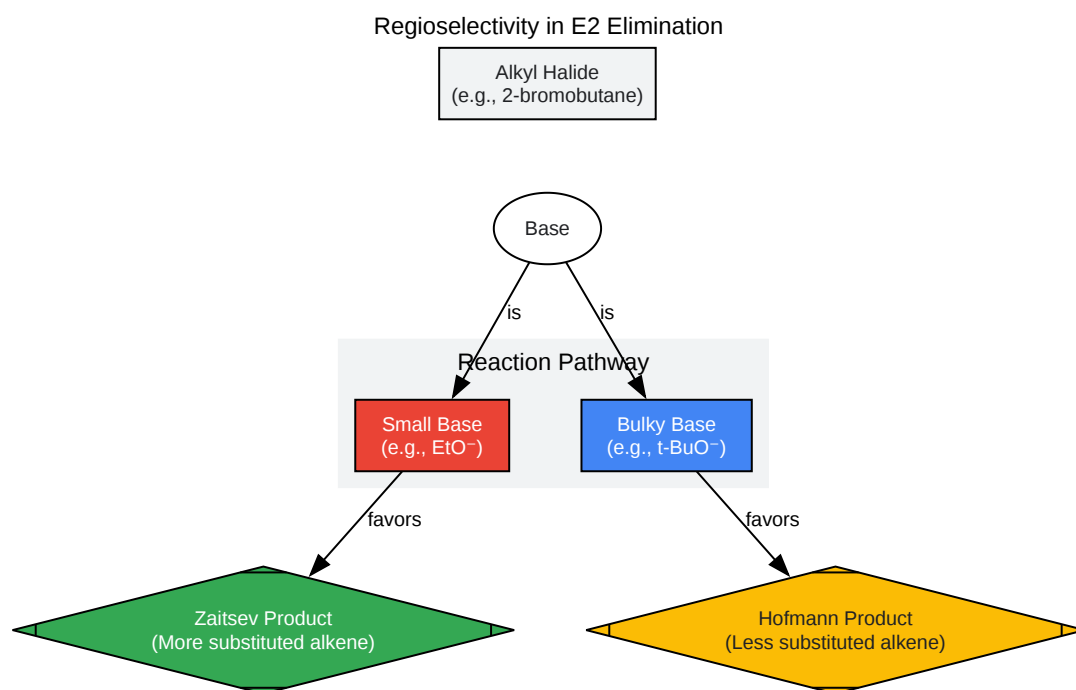 Regioselectivity in E2 Elimination
Alkyl Halide
(e.g., 2-bromobutane)
Base
is
is
Reaction Pathway
Small Base
(e.g., EtO⁻)
Bulky Base
(e.g., t-BuO⁻)
favors
favors
Zaitsev Product
(More substituted alkene)
Hofmann Product
(Less substituted alkene)